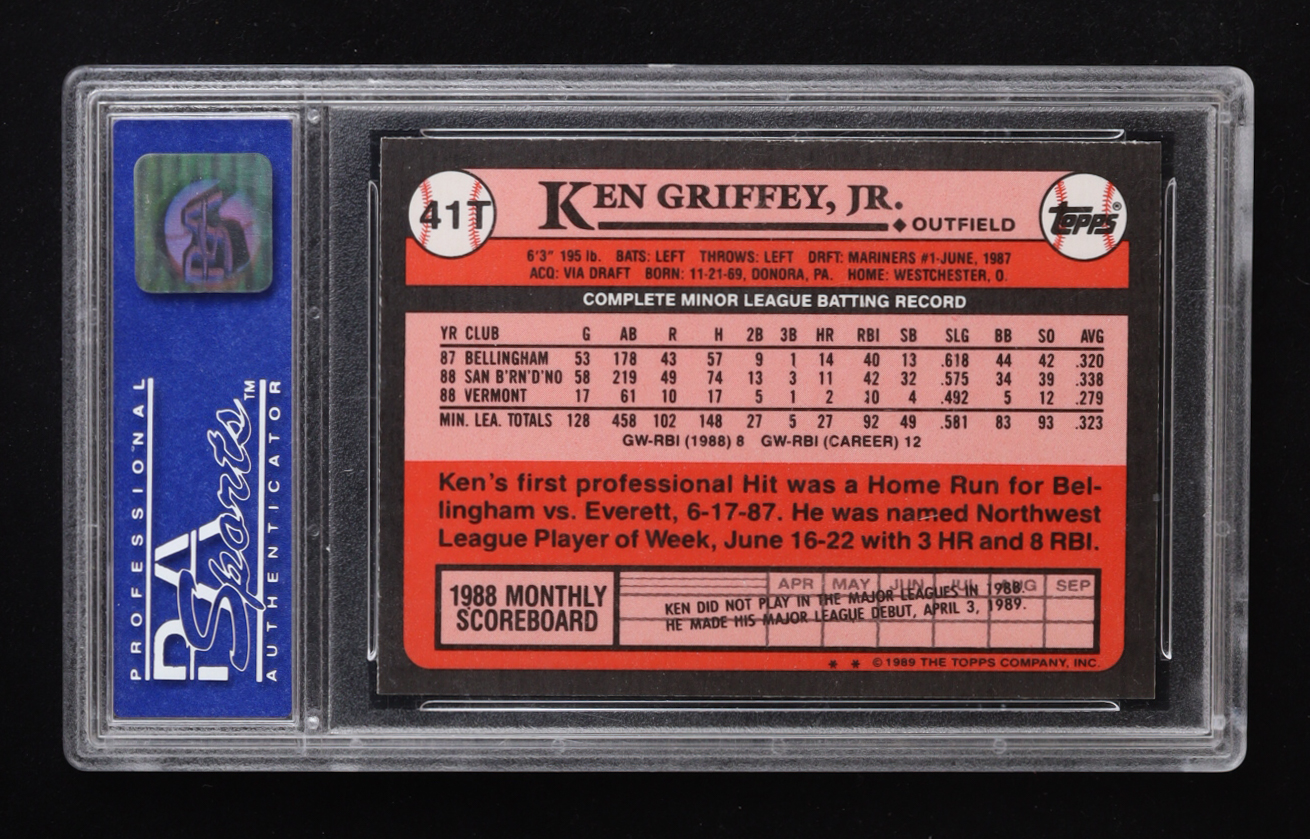 PROFESSIONAL
PSA
Sports™
AUTHENTICATOR
41T
KEN GRIFFEY, JR.
◆ OUTFIELD
TOPPS®
6'3" 195 lb. BATS: LEFT THROWS: LEFT DRFT: MARINERS #1-JUNE, 1987
ACQ: VIA DRAFT BORN: 11-21-69, DONORA, PA. HOME: WESTCHESTER, O.
COMPLETE MINOR LEAGUE BATTING RECORD
YR CLUB G AB R H 2B 3B HR RBI SB SLG BB SO AVG
87 BELLINGHAM 53 178 43 57 9 1 14 40 13 .618 44 42 .320
88 SAN B'RN'D'NO 58 219 49 74 13 3 11 42 32 .575 34 39 .338
88 VERMONT 17 61 10 17 5 1 2 10 4 .492 5 12 .279
MIN. LEA. TOTALS 128 458 102 148 27 5 27 92 49 .581 83 93 .323
GW-RBI (1988) 8 GW-RBI (CAREER) 12
Ken's first professional Hit was a Home Run for Bel-
lingham vs. Everett, 6-17-87. He was named Northwest
League Player of Week, June 16-22 with 3 HR and 8 RBI.
1988 MONTHLY
SCOREBOARD
APR MAY JUN JUL AUG SEP
KEN DID NOT PLAY IN THE MAJOR LEAGUES IN 1988.
HE MADE HIS MAJOR LEAGUE DEBUT, APRIL 3, 1989.
* * © 1989 THE TOPPS COMPANY, INC.